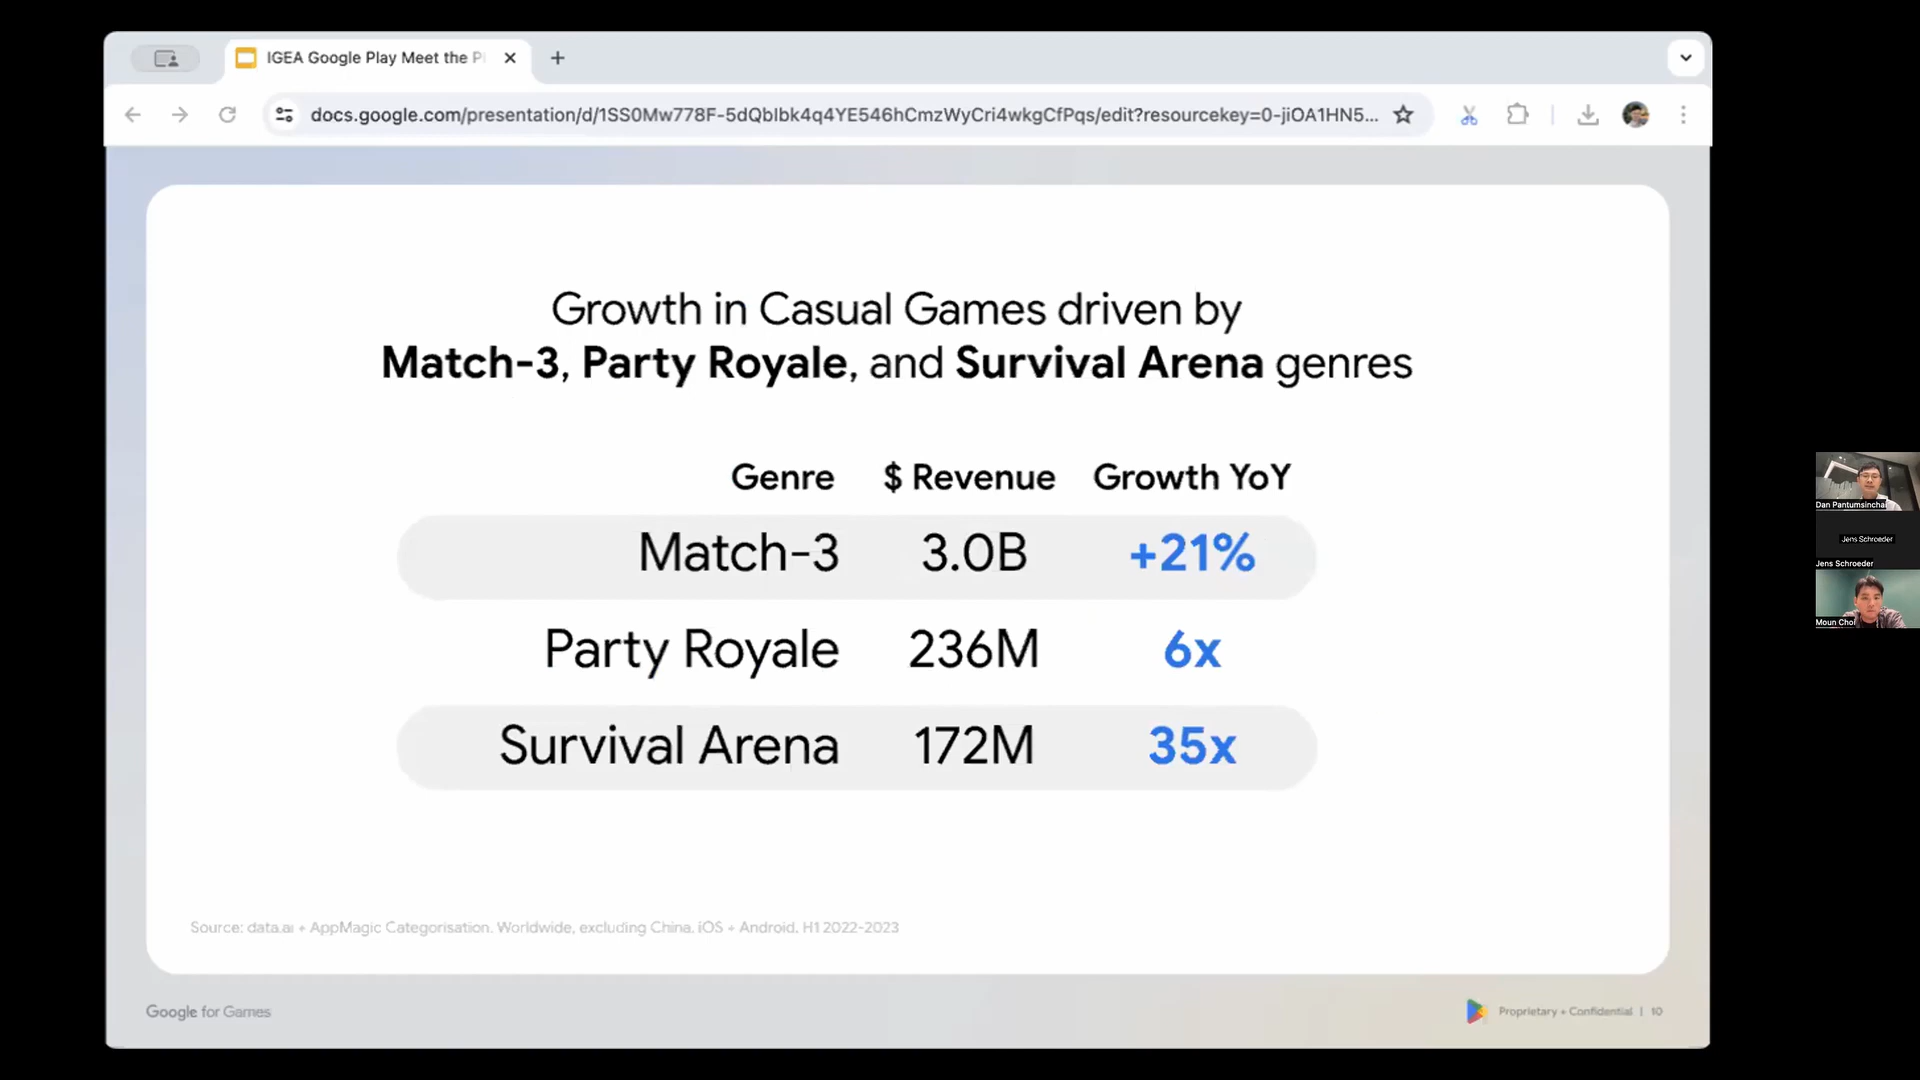 IGEA Google Play Meet the P
docs.google.com/presentation/d/1SS0Mw778F-5dQbIbk4q4YE546hCmzWyCri4wkgCfPqs/edit?resourcekey=0-jiOA1HN5...
Growth in Casual Games driven by
Match-3, Party Royale, and Survival Arena genres
Genre $ Revenue Growth YoY
Match-3 3.0B +21%
Party Royale 236M 6x
Survival Arena 172M 35x
Source: data.ai + AppMagic Categorisation. Worldwide, excluding China. iOS + Android. H1 2022-2023
Google for Games
Proprietary + Confidential | 10
Dan Pantumsinchai
Jens Schroeder
Jens Schroeder
Moun Choi